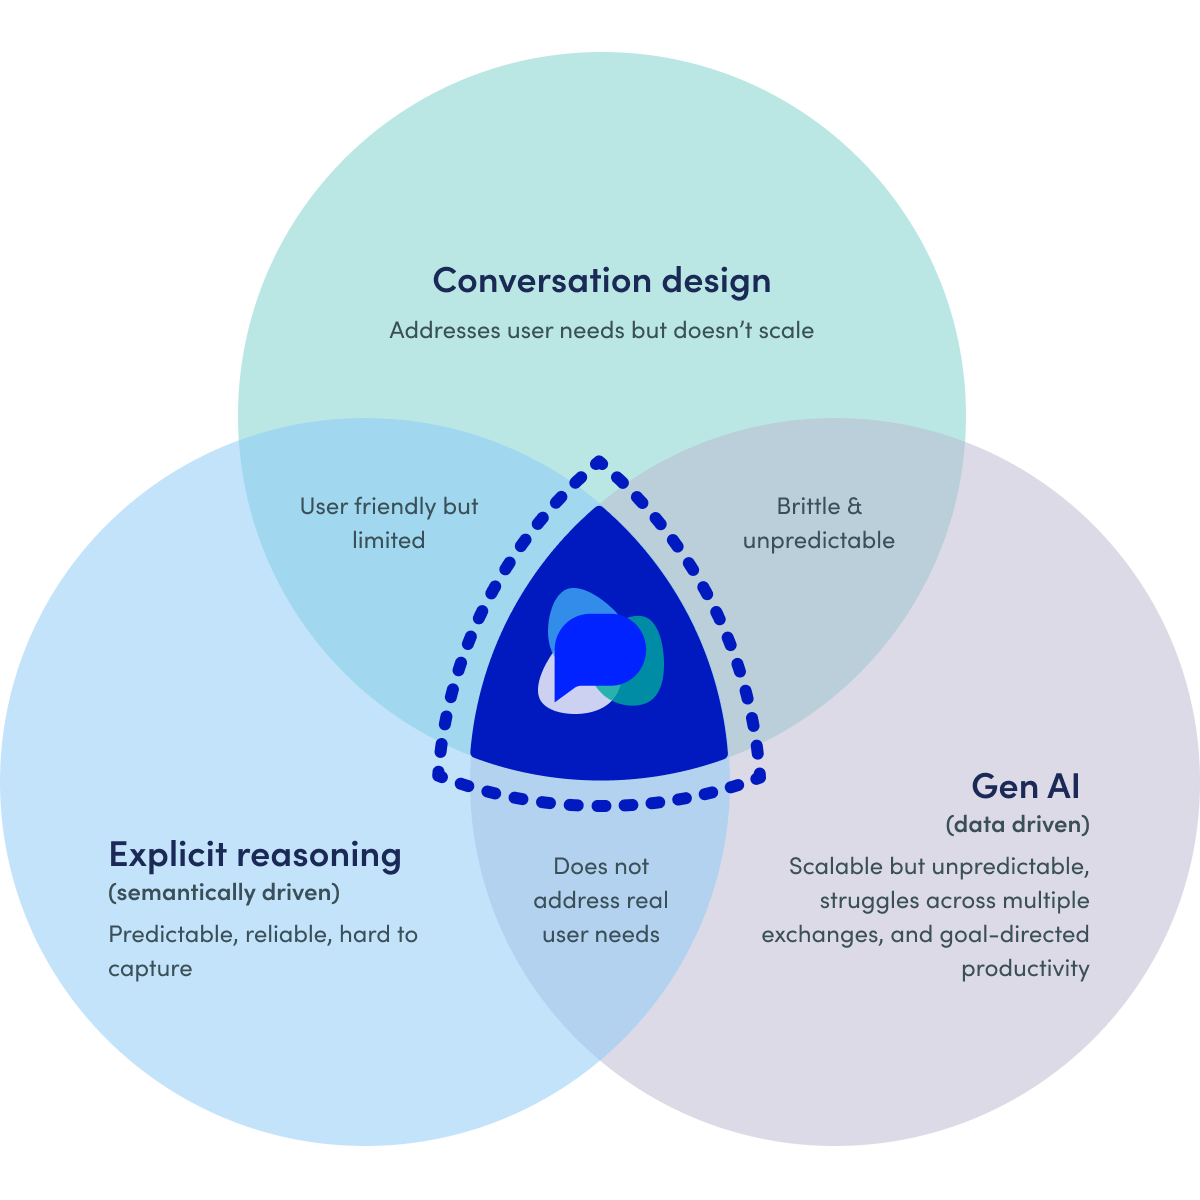 Conversation design
Addresses user needs but doesn’t scale
User friendly but
limited
Brittle &
unpredictable
Explicit reasoning
(semantically driven)
Predictable, reliable, hard to
capture
Does not
address real
user needs
Gen AI
(data driven)
Scalable but unpredictable,
struggles across multiple
exchanges, and goal-directed
productivity